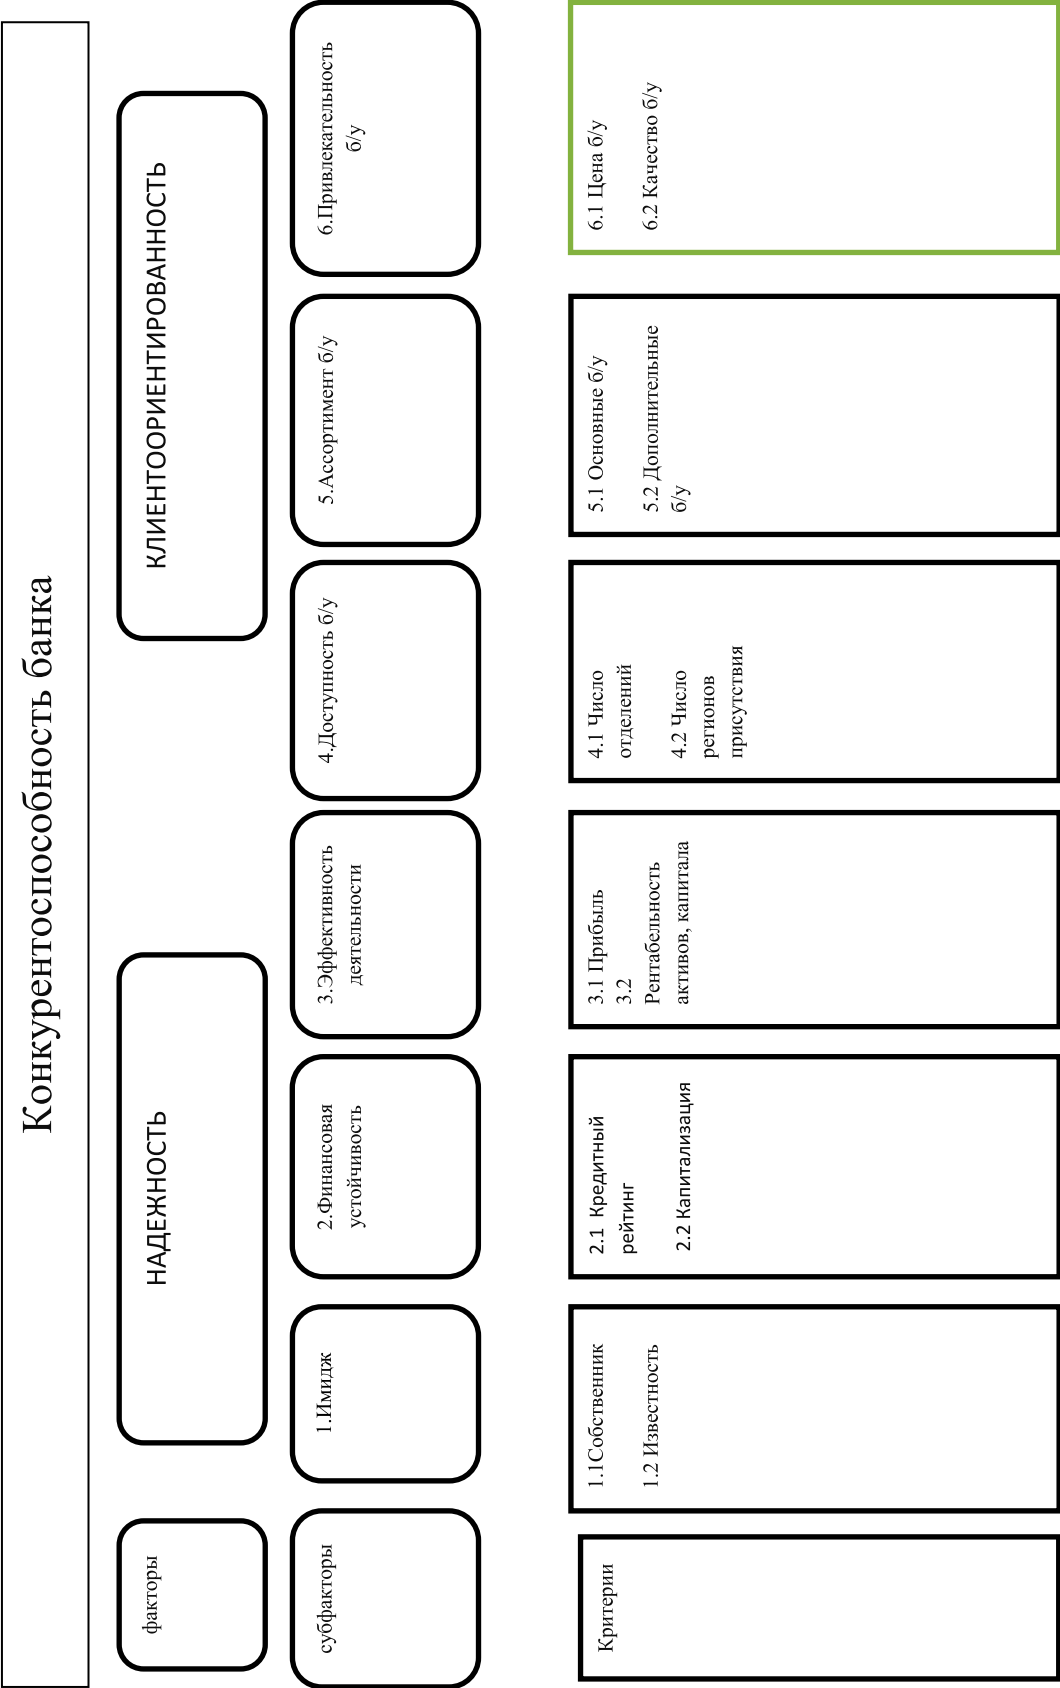 Конкурентоспособность банка
факторы
НАДЕЖНОСТЬ
КЛИЕНТООРИЕНТИРОВАННОСТЬ
субфакторы
1.Имидж
2.Финансовая
устойчивость
3.Эффективность
деятельности
4.Доступность б/у
5.Ассортимент б/у
6.Привлекательность
б/у
Критерии
1.1Собственник
1.2 Известность
2.1 Кредитный
рейтинг
2.2 Капитализация
3.1 Прибыль
3.2
Рентабельность
активов, капитала
4.1 Число
отделений
4.2 Число
регионов
присутствия
5.1 Основные б/у
5.2 Дополнительные
б/у
6.1 Цена б/у
6.2 Качество б/у